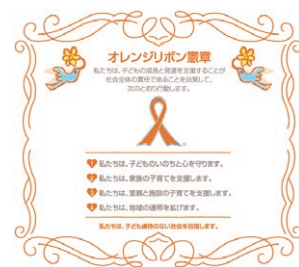 オレンジリボン憲章
私たちは、子どもの成長と発達を支援することが
社会全体の責任であることを自覚して、
次のとおり行動します。
1 私たちは、子どものいのちと心を守ります。
2 私たちは、家族の子育てを支援します。
3 私たちは、里親と施設の子育てを支援します。
4 私たちは、地域の連帯を拡げます。
私たちは、子ども虐待のない社会を目指します。